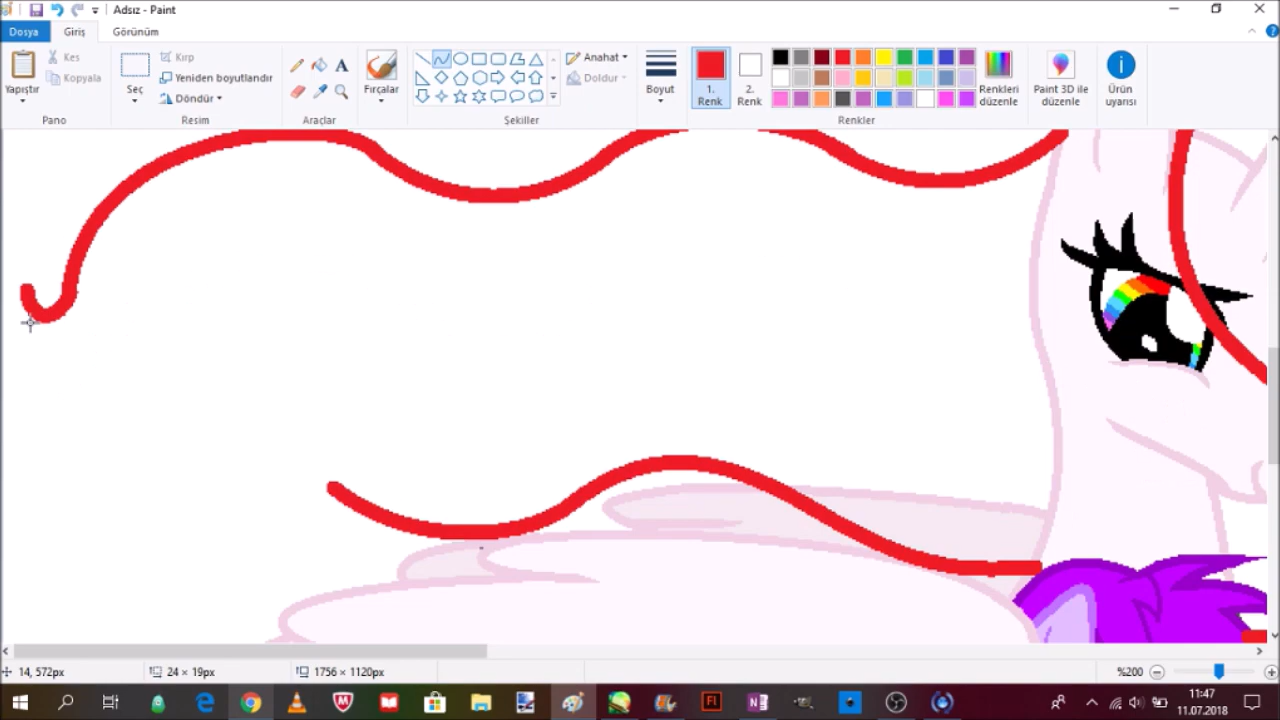 Adsız - Paint
Dosya Giriş Görünüm
Yapıştır
Kes
Kopyala
Pano
Seç
Kırp
Yeniden boyutlandır
Döndür
Resim
A
Araçlar
Fırçalar
Anahat
Doldur
Şekiller
Boyut
1.
Renk
2.
Renk
Renkleri
düzenle
Renkler
Paint 3D ile
düzenle
Ürün
uyarısı
14, 572px 24 × 19px 1756 × 1120px %200
11:47
11.07.2018